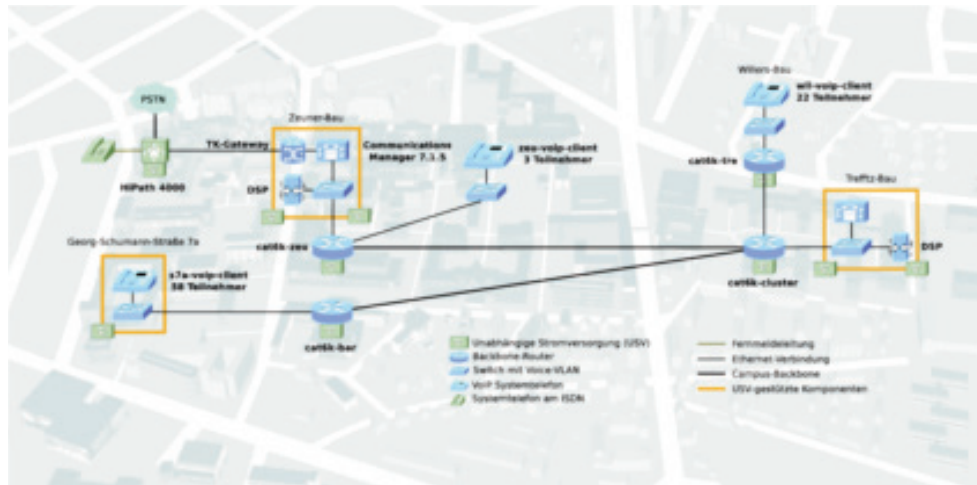 Willers-Bau
wil-voip-client
22 Teilnehmer
PSTN
Zeuner-Bau
TK-Gateway
Communications
Manager 7.1.5
zeu-voip-client
3 Teilnehmer
cat6k-tre
Trefftz-Bau
HiPath 4000
DSP
DSP
Georg-Schumann-Straße 7a
cat6k-zeu
cat6k-cluster
s7a-voip-client
58 Teilnehmer
cat6k-bar
Unabhängige Stromversorgung (USV)
Backbone-Router
Switch mit Voice-VLAN
VoIP Systemtelefon
Systemtelefon am ISDN
Fernmeldeleitung
Ethernet-Verbindung
Campus-Backbone
USV-gestützte Komponenten